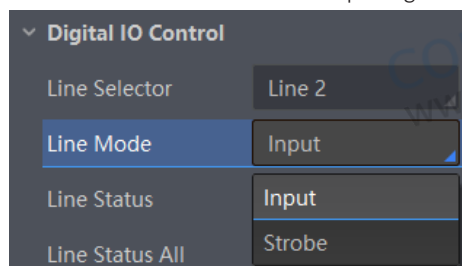 Digital IO Control
Line Selector Line 2
Line Mode Input
Line Status Input
Line Status All Strobe